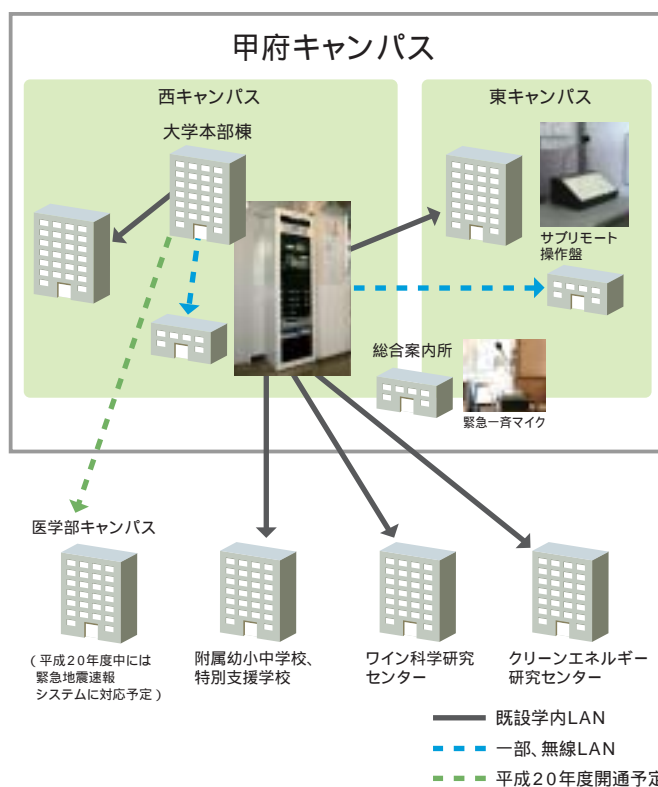 甲府キャンパス
西キャンパス
東キャンパス
大学本部棟
サブリモート
操作盤
総合案内所
緊急一斉マイク
医学部キャンパス
(平成20年度中には
緊急地震速報
システムに対応予定)
附属幼小中学校、
特別支援学校
ワイン科学研究
センター
クリーンエネルギー
研究センター
既設学内LAN
一部、無線LAN
平成20年度開通予定